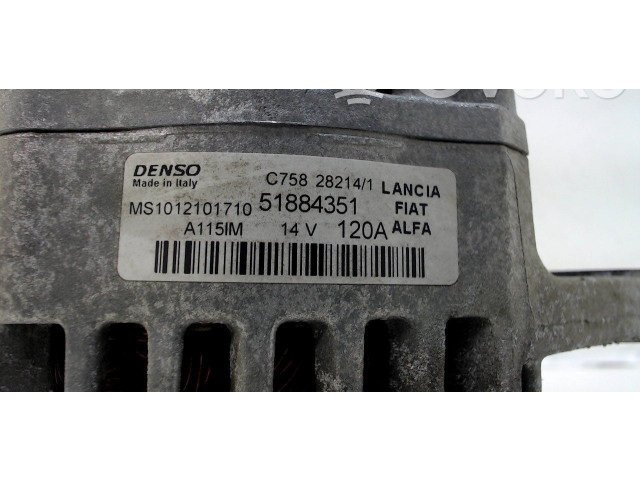 DENSO
Made in Italy
C758 28214/1
LANCIA
MS1012101710 51884351
FIAT
A115IM 14 V 120A
ALFA